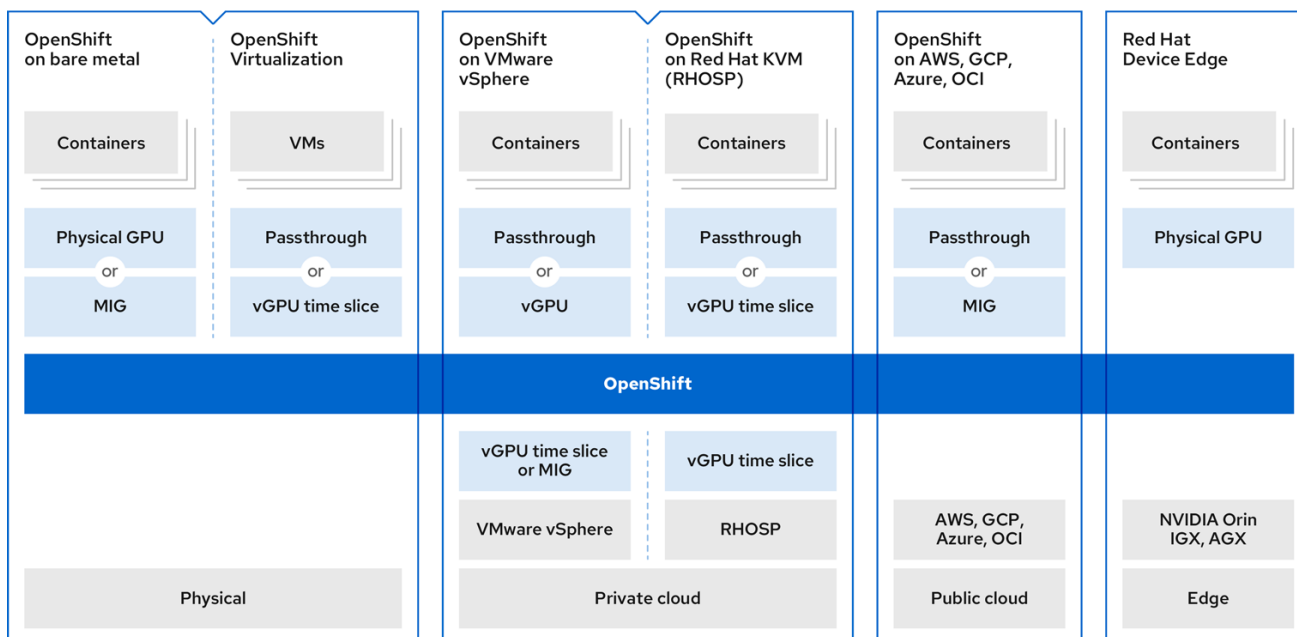 OpenShift
on bare metal
OpenShift
Virtualization
OpenShift
on VMware
vSphere
OpenShift
on Red Hat KVM
(RHOSP)
OpenShift
on AWS, GCP,
Azure, OCI
Red Hat
Device Edge
Containers
VMs
Containers
Containers
Containers
Containers
Physical GPU
or
MIG
Passthrough
or
vGPU time slice
Passthrough
or
vGPU
Passthrough
or
vGPU time slice
Passthrough
or
MIG
Physical GPU
OpenShift
vGPU time slice
or MIG
vGPU time slice
VMware vSphere
RHOSP
AWS, GCP,
Azure, OCI
NVIDIA Orin
IGX, AGX
Physical
Private cloud
Public cloud
Edge